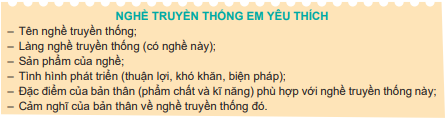 NGHỀ TRUYỀN THỐNG EM YÊU THÍCH
– Tên nghề truyền thống;
– Làng nghề truyền thống (có nghề này);
– Sản phẩm của nghề;
– Tình hình phát triển (thuận lợi, khó khăn, biện pháp);
– Đặc điểm của bản thân (phẩm chất và kĩ năng) phù hợp với nghề truyền thống này;
– Cảm nghĩ của bản thân về nghề truyền thống đó.